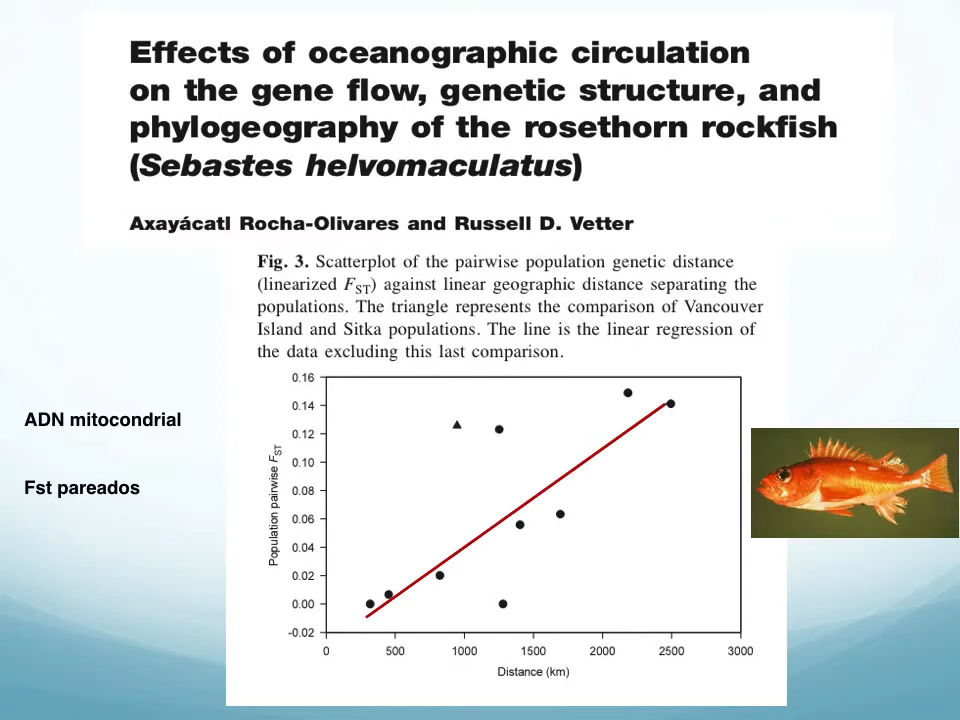 Effects of oceanographic circulation
on the gene flow, genetic structure, and
phylogeography of the rosethorn rockfish
(Sebastes helvomaculatus)
Axayácatl Rocha-Olivares and Russell D. Vetter
Fig. 3. Scatterplot of the pairwise population genetic distance
(linearized FST) against linear geographic distance separating the
populations. The triangle represents the comparison of Vancouver
Island and Sitka populations. The line is the linear regression of
the data excluding this last comparison.
ADN mitocondrial
Fst pareados
Population pairwise FST
0.16
0.14
0.12
0.10
0.08
0.06
0.04
0.02
0.00
-0.02
0 500 1000 1500 2000 2500 3000
Distance (km)